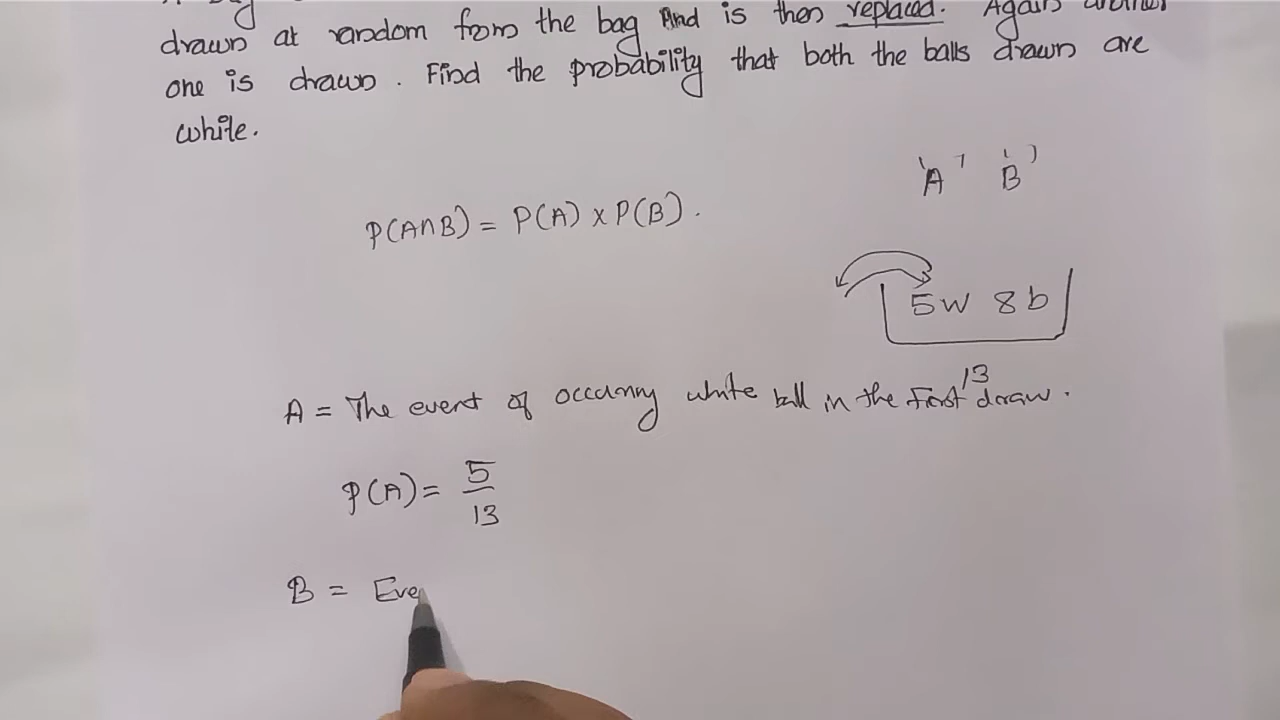 drawn at random from the bag And is then replaced. Again another
one is drawn. Find the probability that both the balls drawn are
white.
'A' 'B'
P(A∩B) = P(A) x P(B).
5W 8b
13
A = The event of occurring white ball in the First draw.
P(A) = 5/13
B = Eve